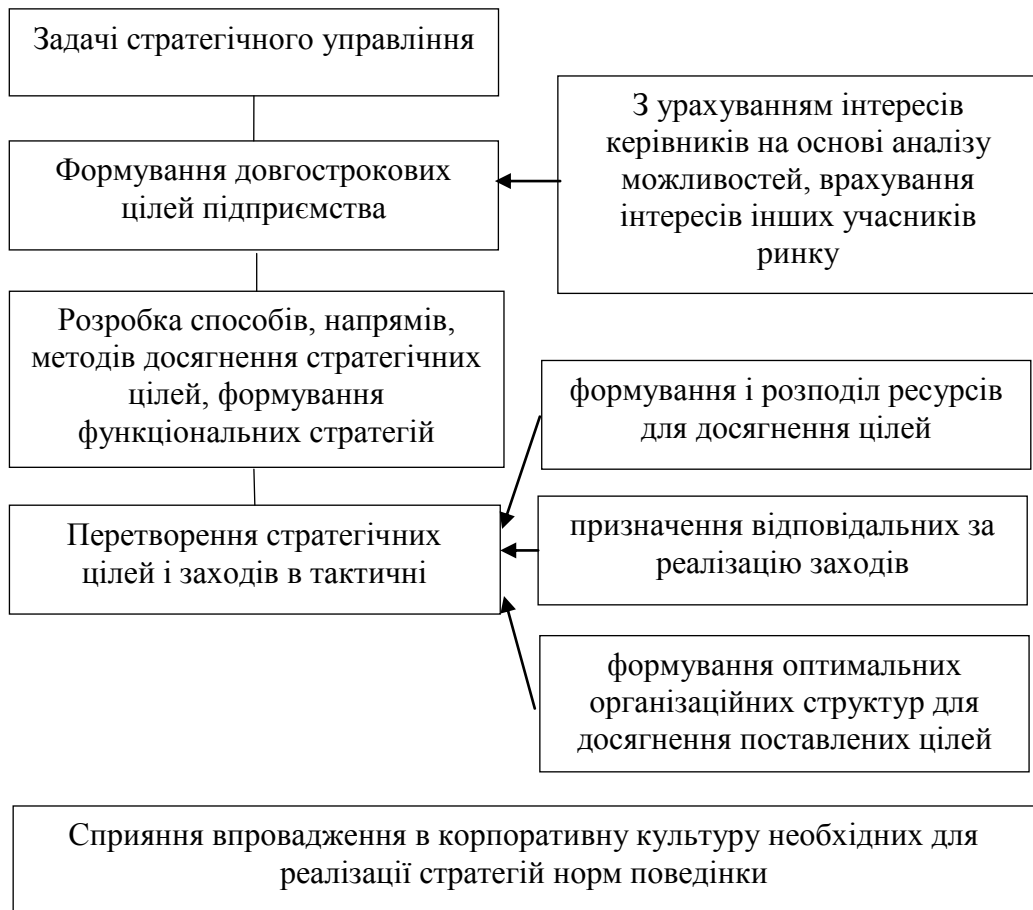 Задачі стратегічного управління
Формування довгострокових
цілей підприємства
З урахуванням інтересів
керівників на основі аналізу
можливостей, врахування
інтересів інших учасників
ринку
Розробка способів, напрямів,
методів досягнення стратегічних
цілей, формування
функціональних стратегій
Перетворення стратегічних
цілей і заходів в тактичні
формування і розподіл ресурсів
для досягнення цілей
призначення відповідальних за
реалізацію заходів
формування оптимальних
організаційних структур для
досягнення поставлених цілей
Сприяння впровадження в корпоративну культуру необхідних для
реалізації стратегій норм поведінки